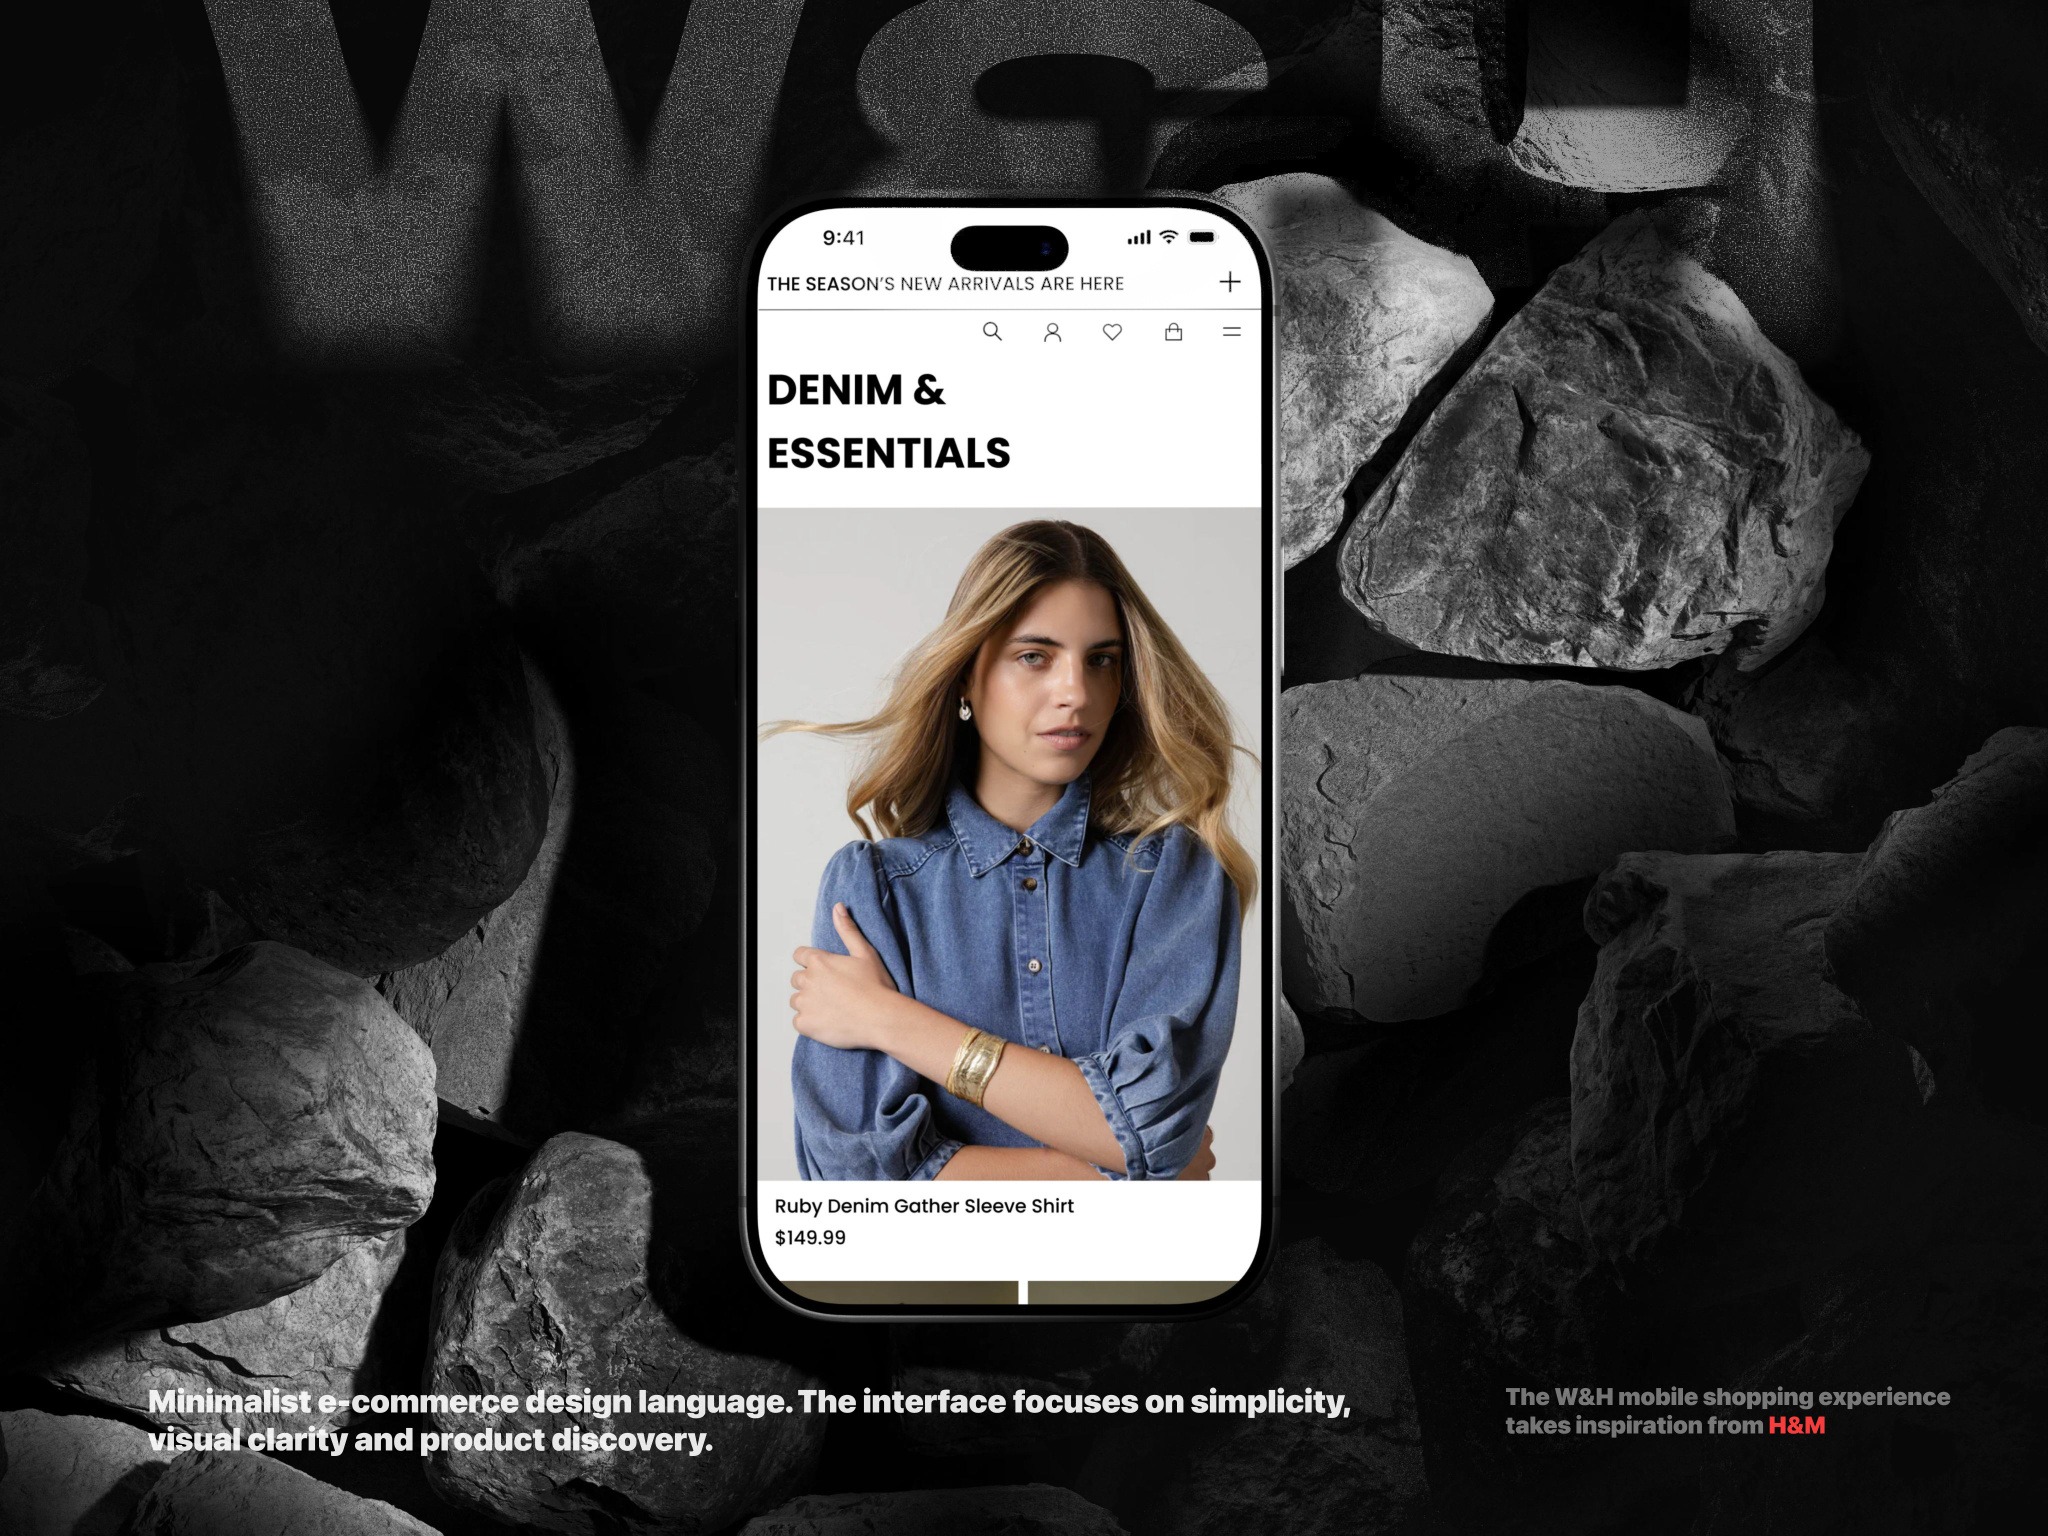 W&H
9:41
THE SEASON'S NEW ARRIVALS ARE HERE
DENIM &
ESSENTIALS
Ruby Denim Gather Sleeve Shirt
$149.99
Minimalist e-commerce design language. The interface focuses on simplicity,
visual clarity and product discovery.
The W&H mobile shopping experience
takes inspiration from H&M